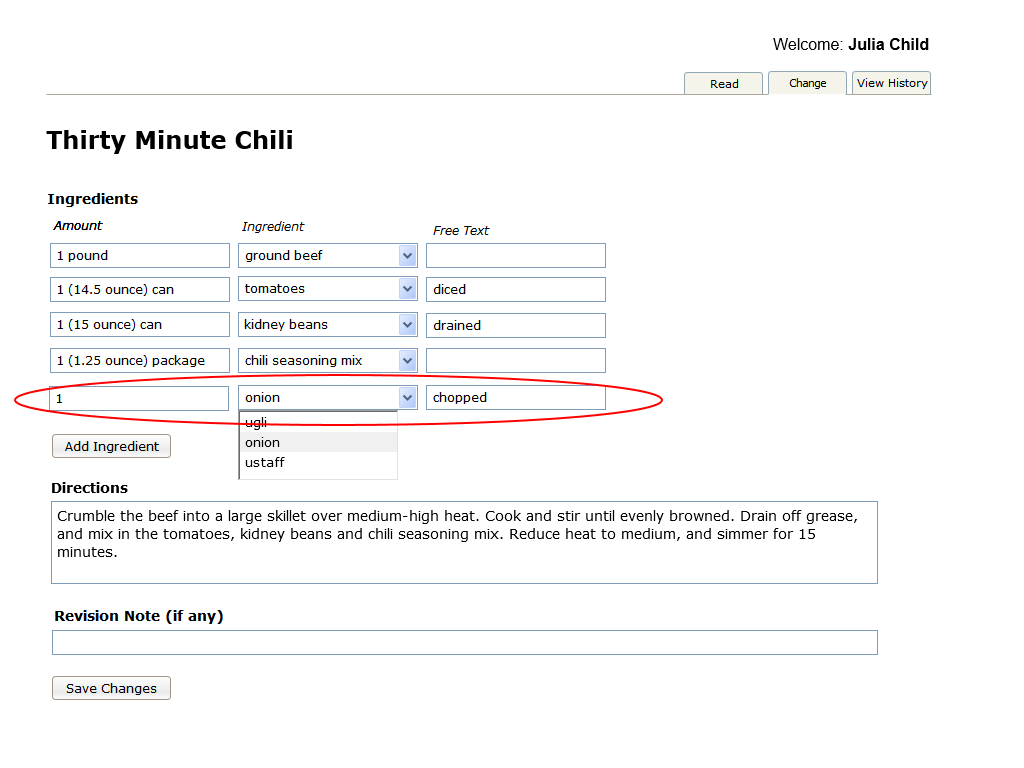 Welcome: Julia Child
Read Change View History
Thirty Minute Chili
Ingredients
Amount Ingredient Free Text
1 pound ground beef
1 (14.5 ounce) can tomatoes diced
1 (15 ounce) can kidney beans drained
1 (1.25 ounce) package chili seasoning mix
1 onion chopped
ugli
onion
ustaff
Add Ingredient
Directions
Crumble the beef into a large skillet over medium-high heat. Cook and stir until evenly browned. Drain off grease,
and mix in the tomatoes, kidney beans and chili seasoning mix. Reduce heat to medium, and simmer for 15
minutes.
Revision Note (if any)
Save Changes